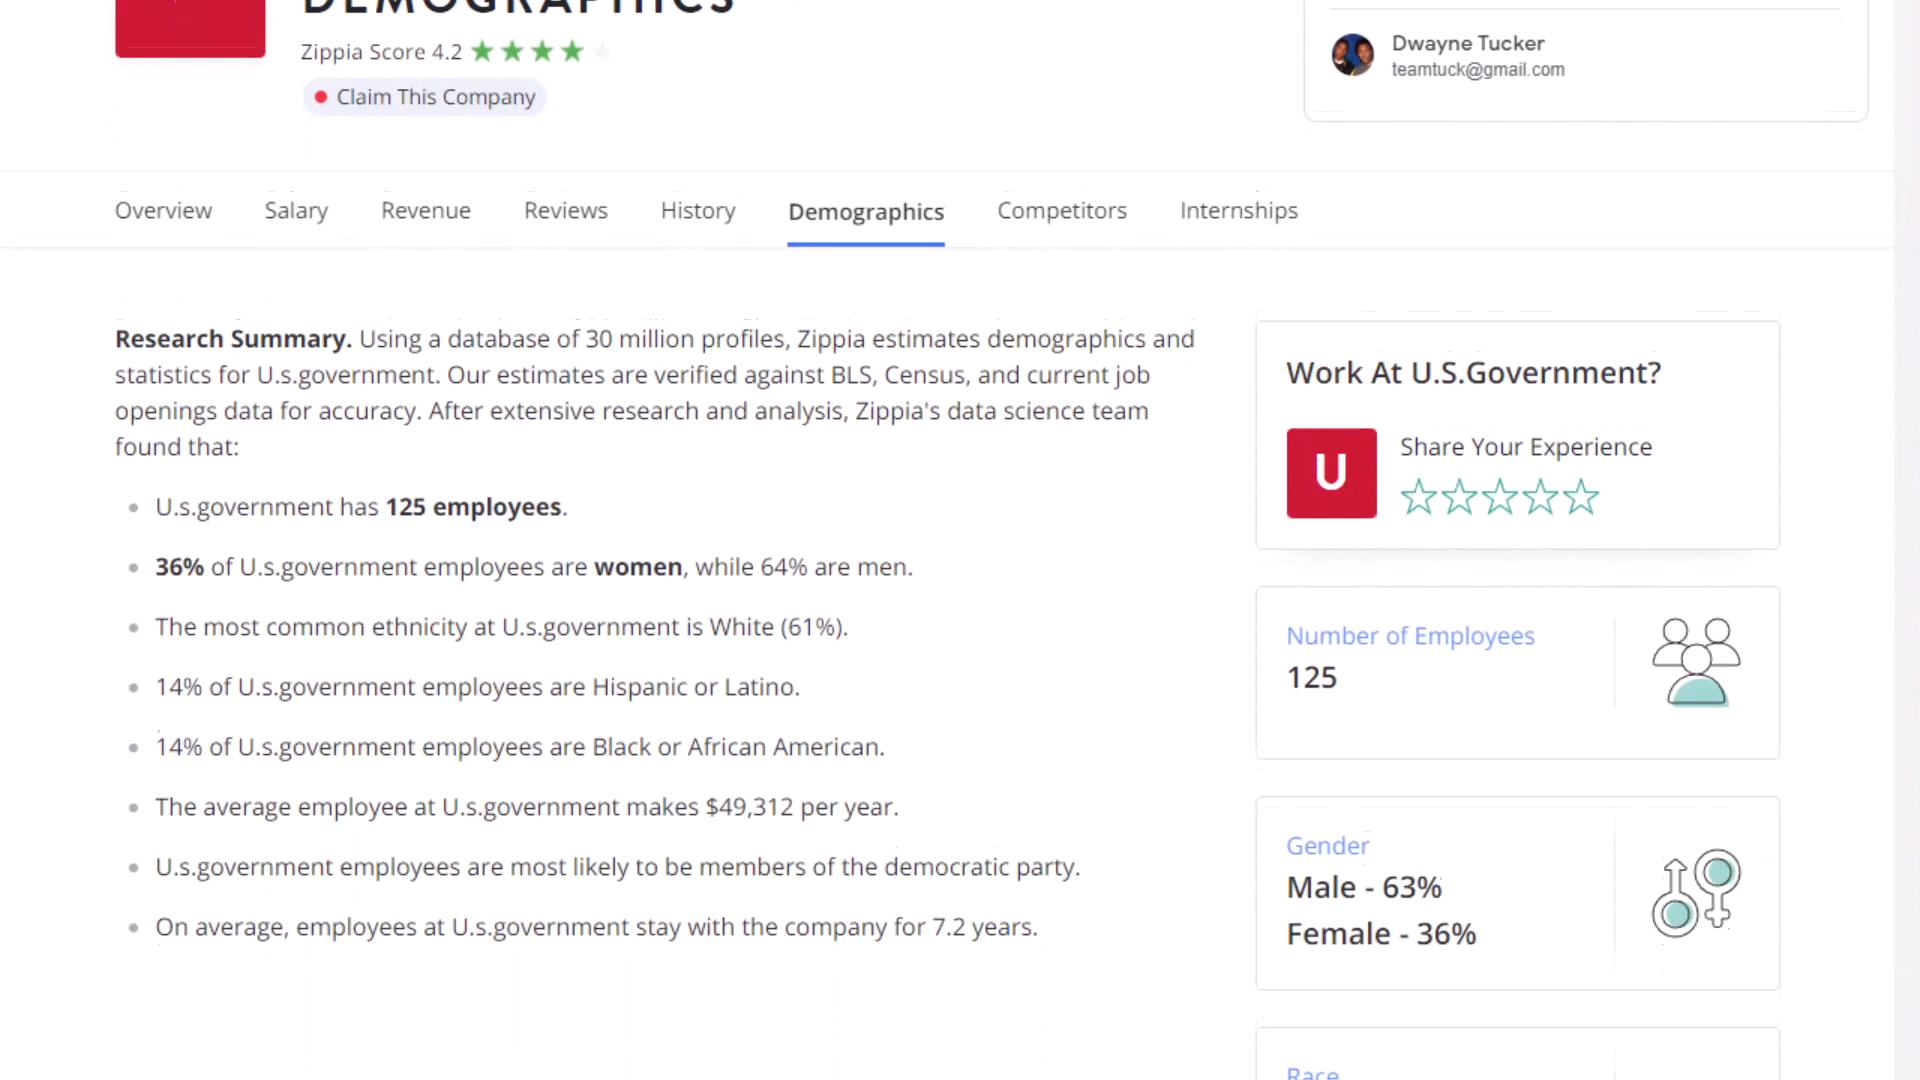 DEMOGRAPHICS
Zippia Score 4.2
Claim This Company
Dwayne Tucker
teamtuck@gmail.com
Overview Salary Revenue Reviews History Demographics Competitors Internships
Research Summary. Using a database of 30 million profiles, Zippia estimates demographics and
statistics for U.s.government. Our estimates are verified against BLS, Census, and current job
openings data for accuracy. After extensive research and analysis, Zippia's data science team
found that:
U.s.government has 125 employees.
36% of U.s.government employees are women, while 64% are men.
The most common ethnicity at U.s.government is White (61%).
14% of U.s.government employees are Hispanic or Latino.
14% of U.s.government employees are Black or African American.
The average employee at U.s.government makes $49,312 per year.
U.s.government employees are most likely to be members of the democratic party.
On average, employees at U.s.government stay with the company for 7.2 years.
Work At U.S.Government?
U
Share Your Experience
Number of Employees
125
Gender
Male - 63%
Female - 36%
Race